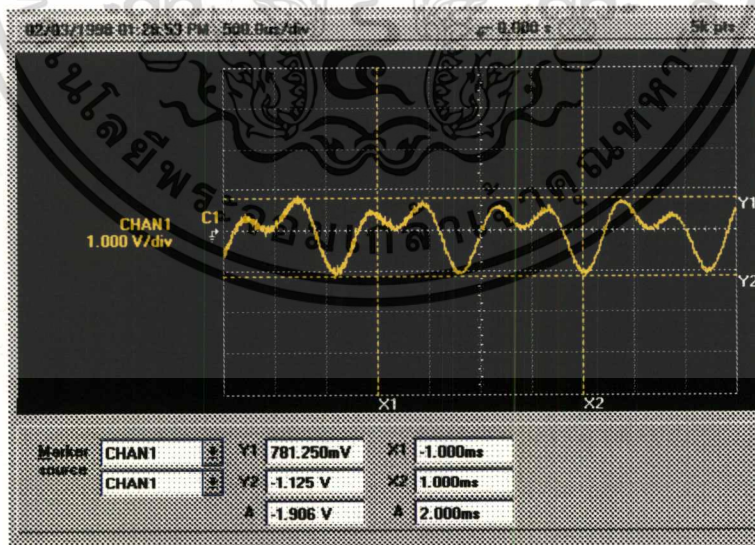 02/03/1998 01:28:53 PM 500.0us/div 0.000 s 5k pts
CHAN1 C1
1.000 V/div
Y1
Y2
X1 X2
Marker source CHAN1 Y1 781.250mV X1 -1.000ms
CHAN1 Y2 -1.125 V X2 1.000ms
Δ -1.906 V Δ 2.000ms